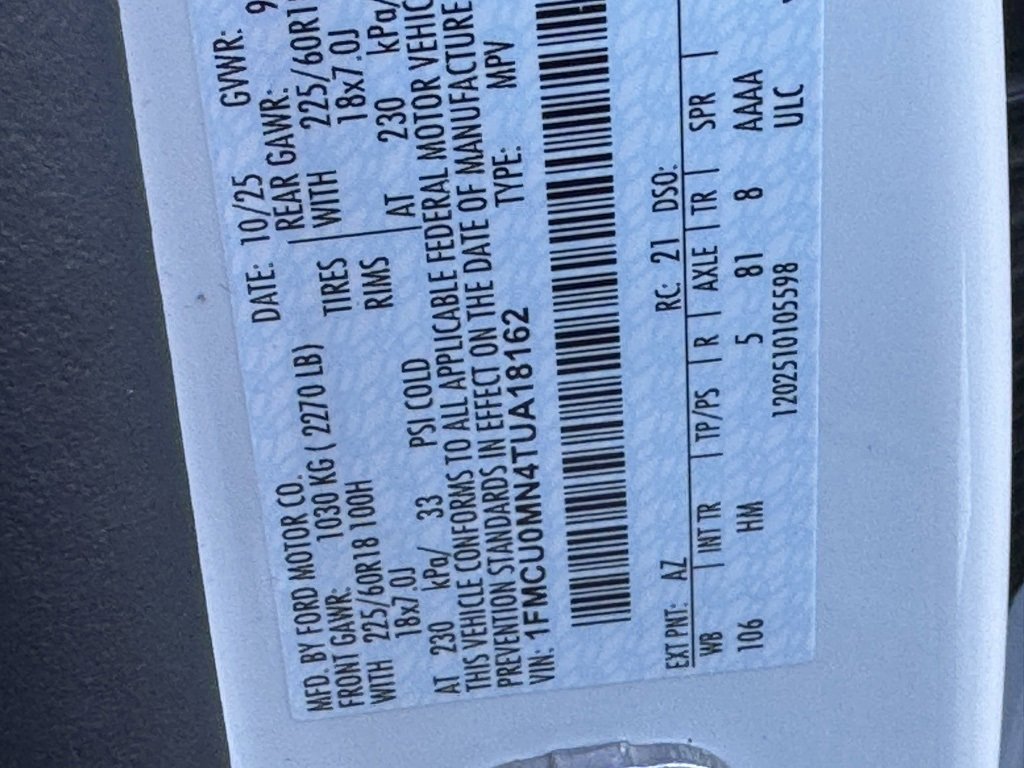 MFD. BY FORD MOTOR CO. DATE: 10/25 GVWR: 9
FRONT GAWR: 1030 KG ( 2270 LB) REAR GAWR:
WITH 225/60R18 100H TIRES WITH 225/60R1
18x7.0J RIMS 18x7.0J
AT 230 kPa/ 33 PSI COLD AT 230 kPa/
THIS VEHICLE CONFORMS TO ALL APPLICABLE FEDERAL MOTOR VEHIC
PREVENTION STANDARDS IN EFFECT ON THE DATE OF MANUFACTURE
VIN: 1FMCU0MN4TUA18162 TYPE: MPV
EXT PNT: AZ RC: 21 DSO:
WB | INT TR | TP/PS | R | AXLE | TR | SPR |
106 HM 5 81 8 AAAA
120251010559​8 ULC